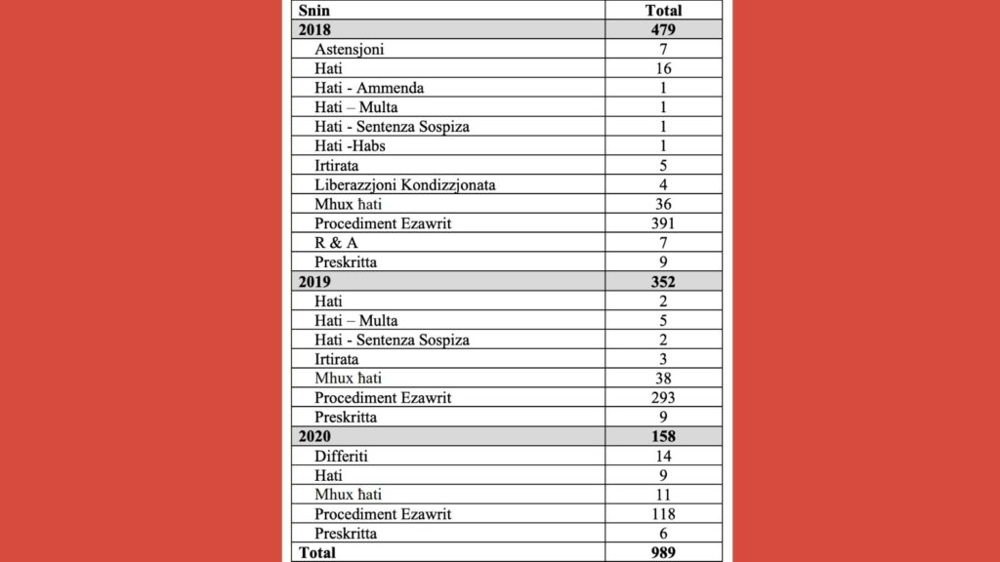 Snin Total
2018 479
Astensjoni 7
Hati 16
Hati - Ammenda 1
Hati – Multa 1
Hati - Sentenza Sospiza 1
Hati -Habs 1
Irtirata 5
Liberazzjoni Kondizzjonata 4
Mhux ħati 36
Procediment Ezawrit 391
R & A 7
Preskritta 9
2019 352
Hati 2
Hati – Multa 5
Hati - Sentenza Sospiza 2
Irtirata 3
Mhux ħati 38
Procediment Ezawrit 293
Preskritta 9
2020 158
Differiti 14
Hati 9
Mhux ħati 11
Procediment Ezawrit 118
Preskritta 6
Total 989